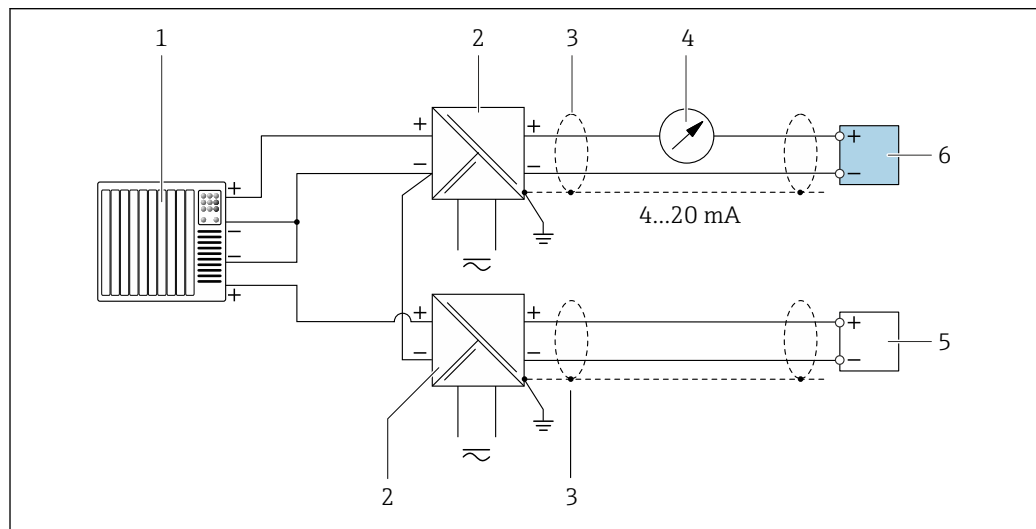 1 2 3 4
+ +
+ − − +
+ − 6
− 4...20 mA
−
+ + + +
− − − 5
2 3